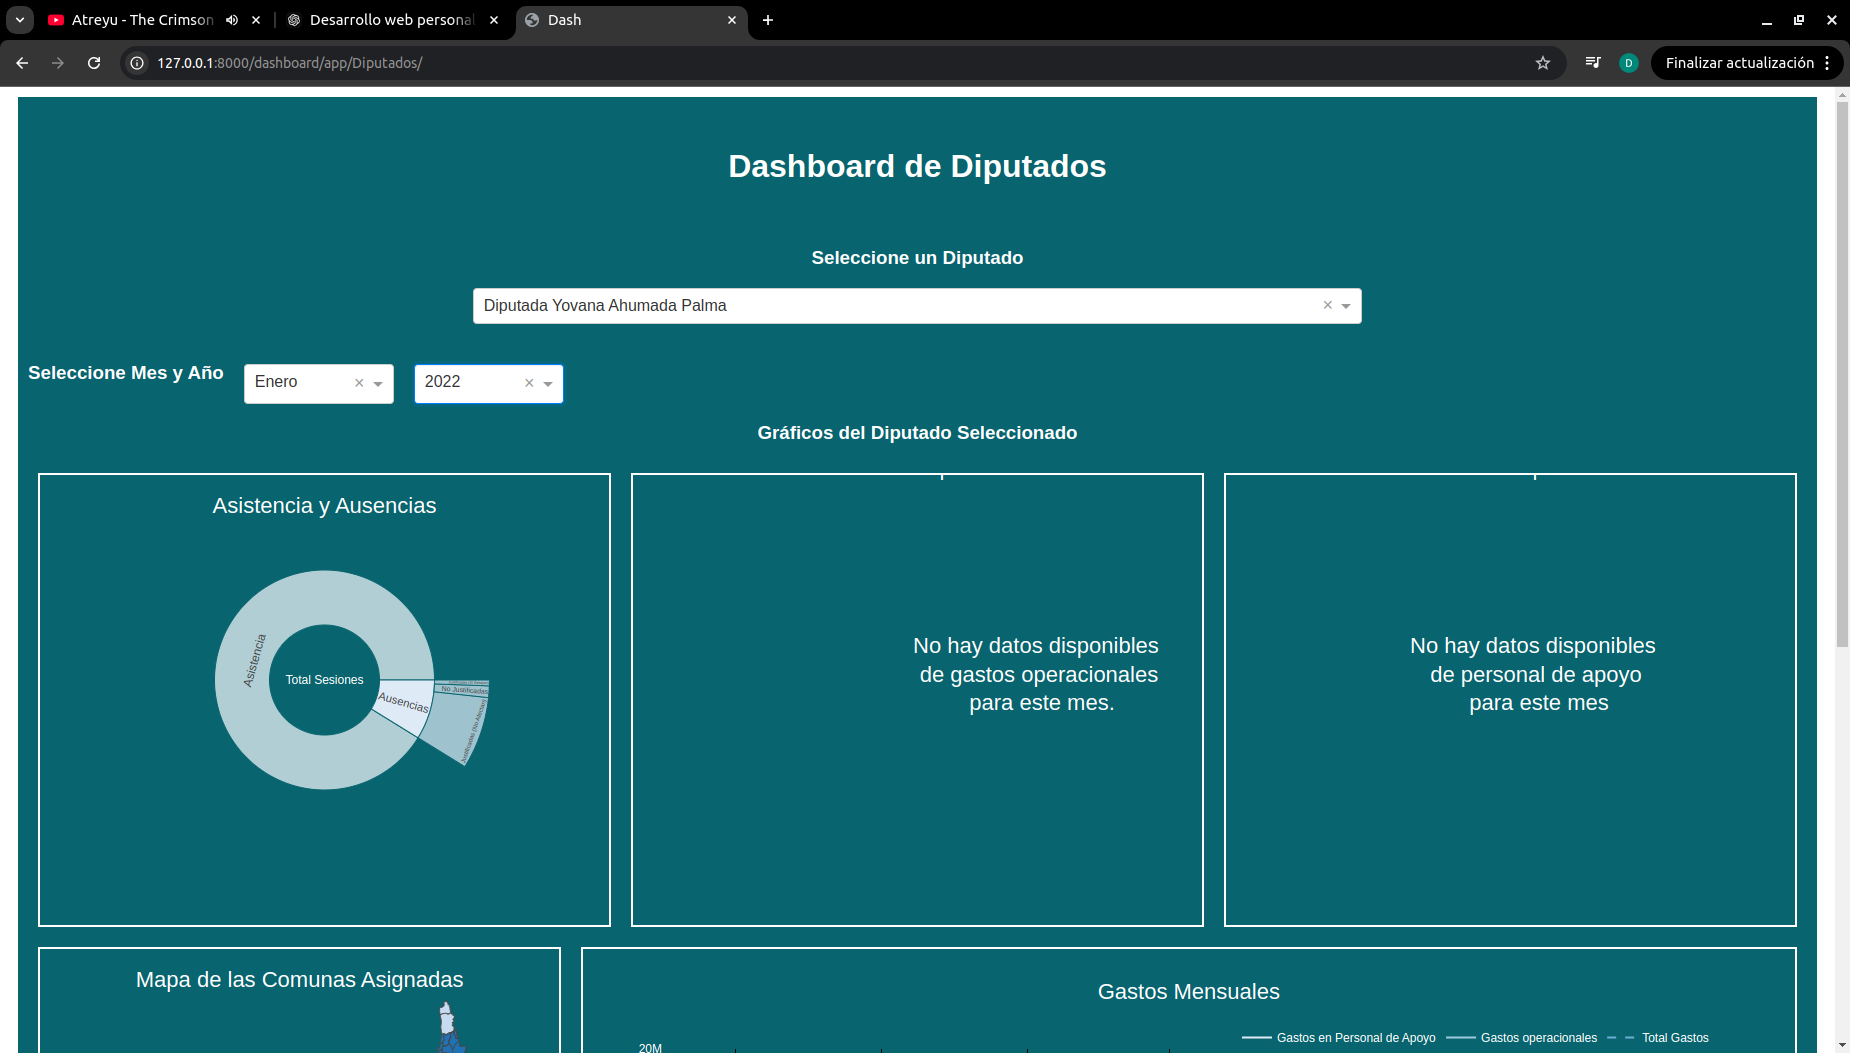 Atreyu - The Crimson
Desarrollo web personal
Dash
127.0.0.1:8000/dashboard/app/Diputados/
D
Finalizar actualización
Dashboard de Diputados
Seleccione un Diputado
Diputada Yovana Ahumada Palma
Seleccione Mes y Año
Enero
2022
Gráficos del Diputado Seleccionado
Asistencia y Ausencias
Asistencia
Total Sesiones
Ausencias
No Justificadas
Justificadas (No Afectan)
No hay datos disponibles
de gastos operacionales
para este mes.
No hay datos disponibles
de personal de apoyo
para este mes
Mapa de las Comunas Asignadas
Gastos Mensuales
Gastos en Personal de Apoyo
Gastos operacionales
Total Gastos
20M